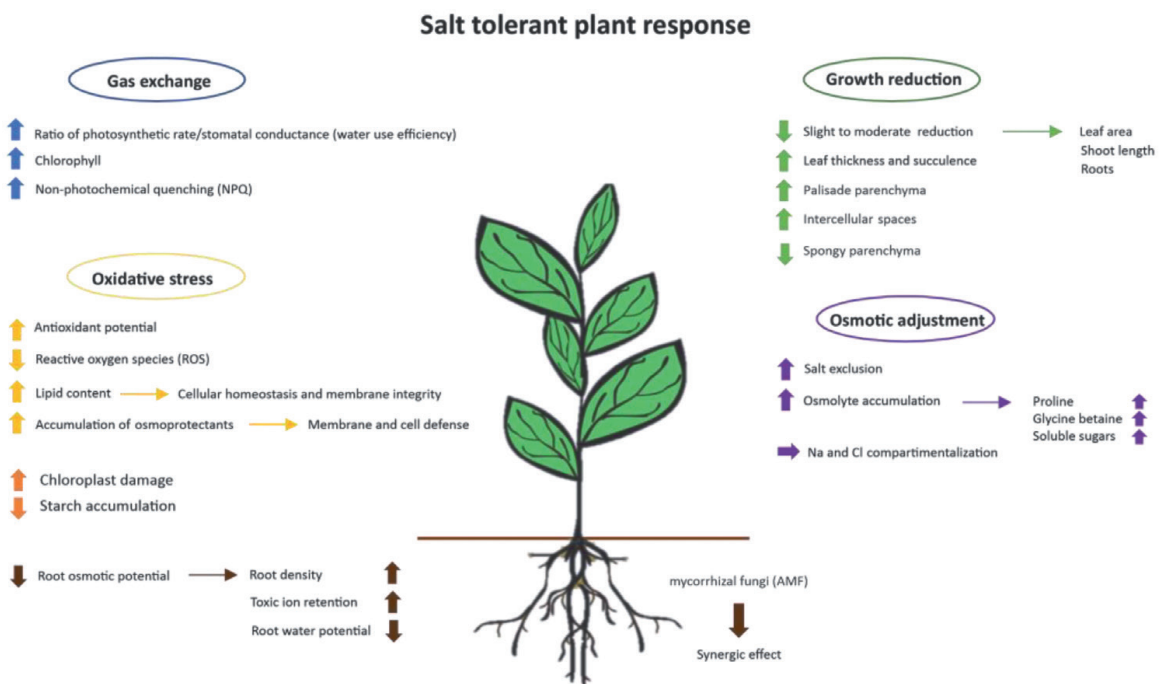 Salt tolerant plant response
Gas exchange
Ratio of photosynthetic rate/stomatal conductance (water use efficiency)
Chlorophyll
Non-photochemical quenching (NPQ)
Oxidative stress
Antioxidant potential
Reactive oxygen species (ROS)
Lipid content
Cellular homestasis and membrane integrity
Accumulation of osmoprotectants
Membrane and cell defense
Chloroplast damage
Starch accumulation
Root osmotic potential
Root density
Toxic ion retention
Root water potential
Growth reduction
Slight to moderate reduction
Leaf area
Shoot length
Roots
Leaf thickness and succulence
Palisade parenchyma
Intercellular spaces
Spongy parenchyma
Osmotic adjustment
Salt exclusion
Osmolyte accumulation
Proline
Glycine betaine
Soluble sugars
Na and Cl compartimentalization
mycorrhizal fungi (AMF)
Synergic effect